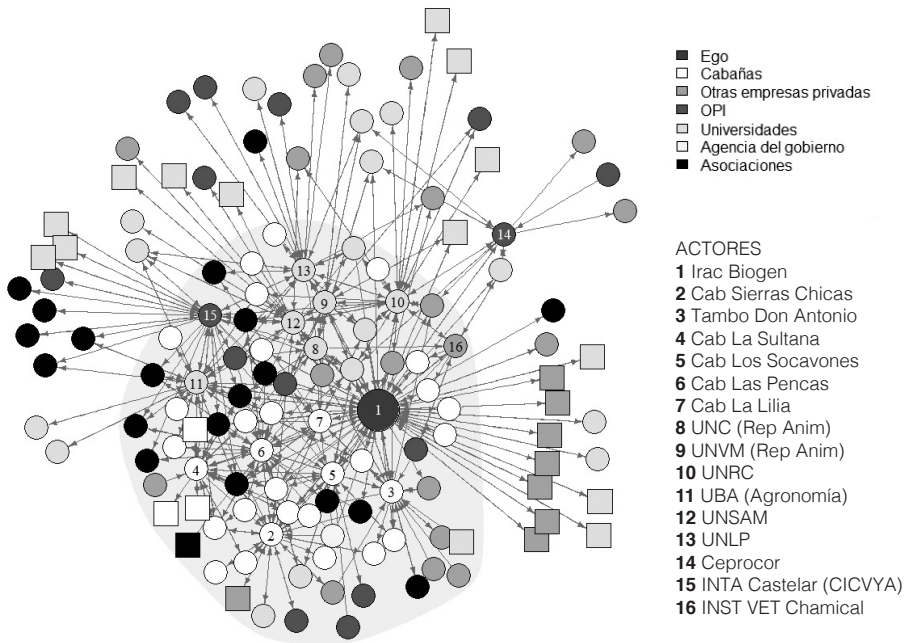 Ego
Cabañas
Otras empresas privadas
OPI
Universidades
Agencia del gobierno
Asociaciones
ACTORES
1 Irac Biogen
2 Cab Sierras Chicas
3 Tambo Don Antonio
4 Cab La Sultana
5 Cab Los Socavones
6 Cab Las Pencas
7 Cab La Lilia
8 UNC (Rep Anim)
9 UNVM (Rep Anim)
10 UNRC
11 UBA (Agronomía)
12 UNSAM
13 UNLP
14 Ceprocor
15 INTA Castelar (CICVYA)
16 INST VET Chamical
14
13
9
10
15
12
8
16
11
1
7
6
4
5
3
2